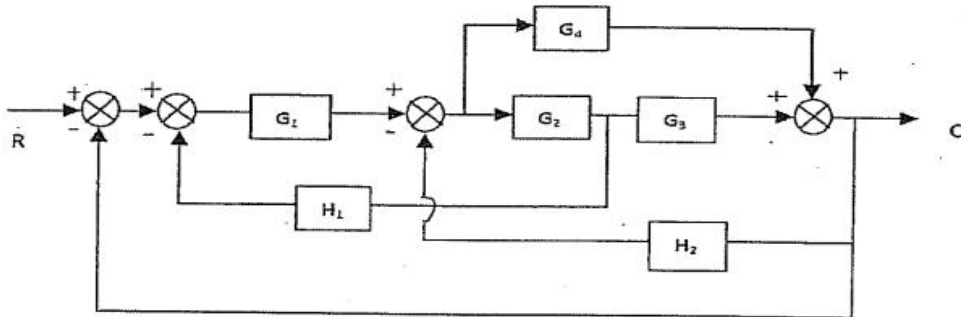 G₄
+
+ + + +
G₁ G₂ G₃ C
R - - -
H₁
H₂